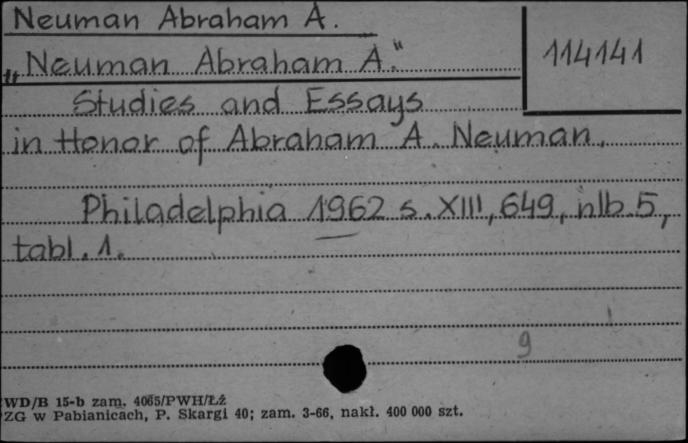 Neuman Abraham A.
114141
„Neuman Abraham A."
Studies and Essays
in Honor of Abraham A. Neuman.
Philadelphia 1962 s. XIII, 649, nlb. 5,
tabl. 1.
9
WD/B 15-b zam. 4065/PWH/Łź
ZG w Pabianicach, P. Skargi 40; zam. 3-66, nakł. 400 000 szt.